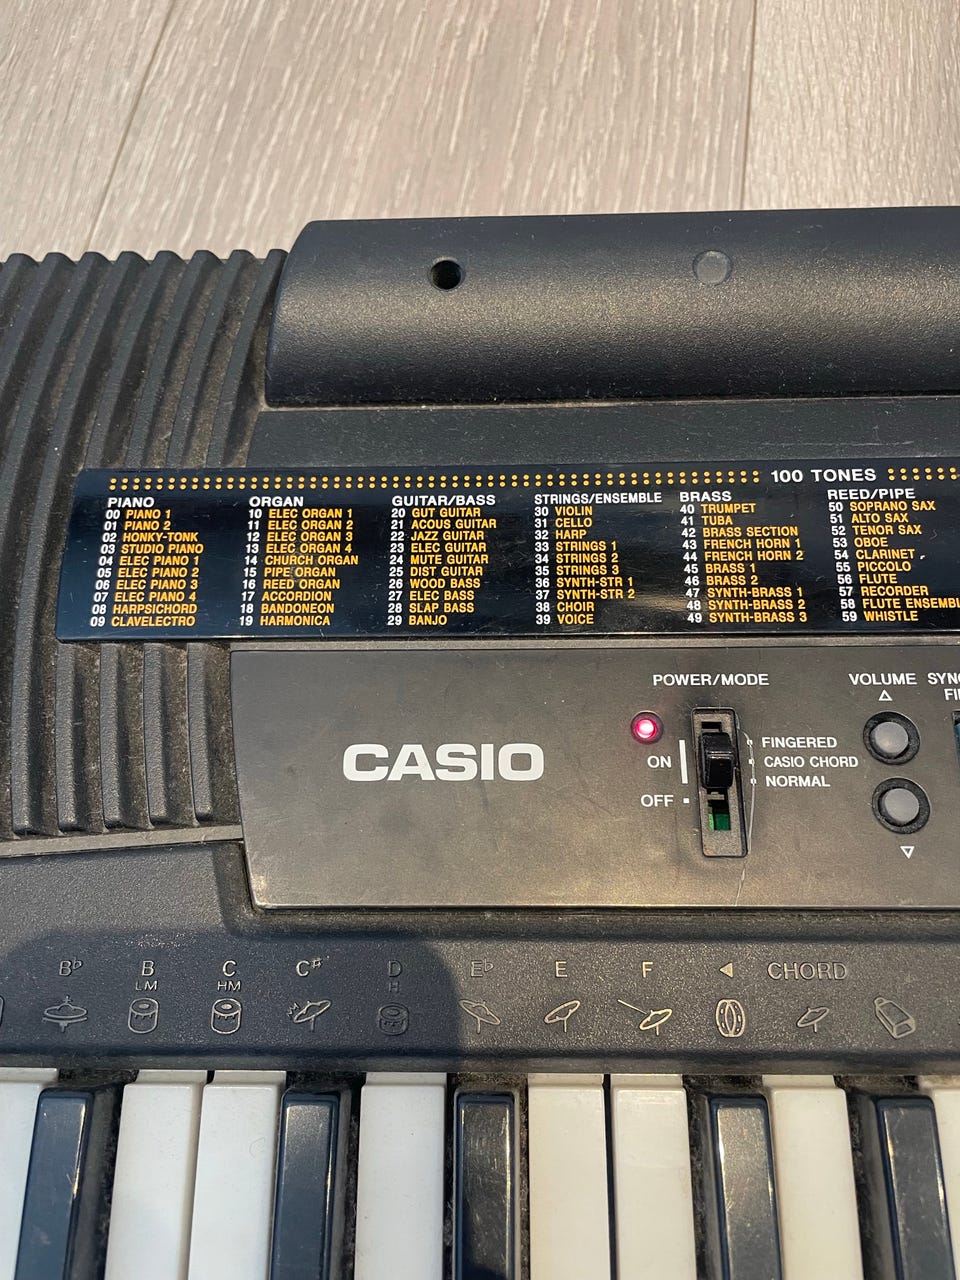 100 TONES
PIANO
00 PIANO 1
01 PIANO 2
02 HONKY-TONK
03 STUDIO PIANO
04 ELEC PIANO 1
05 ELEC PIANO 2
06 ELEC PIANO 3
07 ELEC PIANO 4
08 HARPSICHORD
09 CLAVELECTRO
ORGAN
10 ELEC ORGAN 1
11 ELEC ORGAN 2
12 ELEC ORGAN 3
13 ELEC ORGAN 4
14 CHURCH ORGAN
15 PIPE ORGAN
16 REED ORGAN
17 ACCORDION
18 BANDONEON
19 HARMONICA
GUITAR/BASS
20 GUT GUITAR
21 ACOUS GUITAR
22 JAZZ GUITAR
23 ELEC GUITAR
24 MUTE GUITAR
25 DIST GUITAR
26 WOOD BASS
27 ELEC BASS
28 SLAP BASS
29 BANJO
STRINGS/ENSEMBLE
30 VIOLIN
31 CELLO
32 HARP
33 STRINGS 1
34 STRINGS 2
35 STRINGS 3
36 SYNTH-STR 1
37 SYNTH-STR 2
38 CHOIR
39 VOICE
BRASS
40 TRUMPET
41 TUBA
42 BRASS SECTION
43 FRENCH HORN 1
44 FRENCH HORN 2
45 BRASS 1
46 BRASS 2
47 SYNTH-BRASS 1
48 SYNTH-BRASS 2
49 SYNTH-BRASS 3
REED/PIPE
50 SOPRANO SAX
51 ALTO SAX
52 TENOR SAX
53 OBOE
54 CLARINET
55 PICCOLO
56 FLUTE
57 RECORDER
58 FLUTE ENSEMBL
59 WHISTLE
CASIO
POWER/MODE
ON
OFF
FINGERED
CASIO CHORD
NORMAL
VOLUME
SYN
FI
B♭ B C C♯ D E♭ E F ◀ CHORD
LM HM H